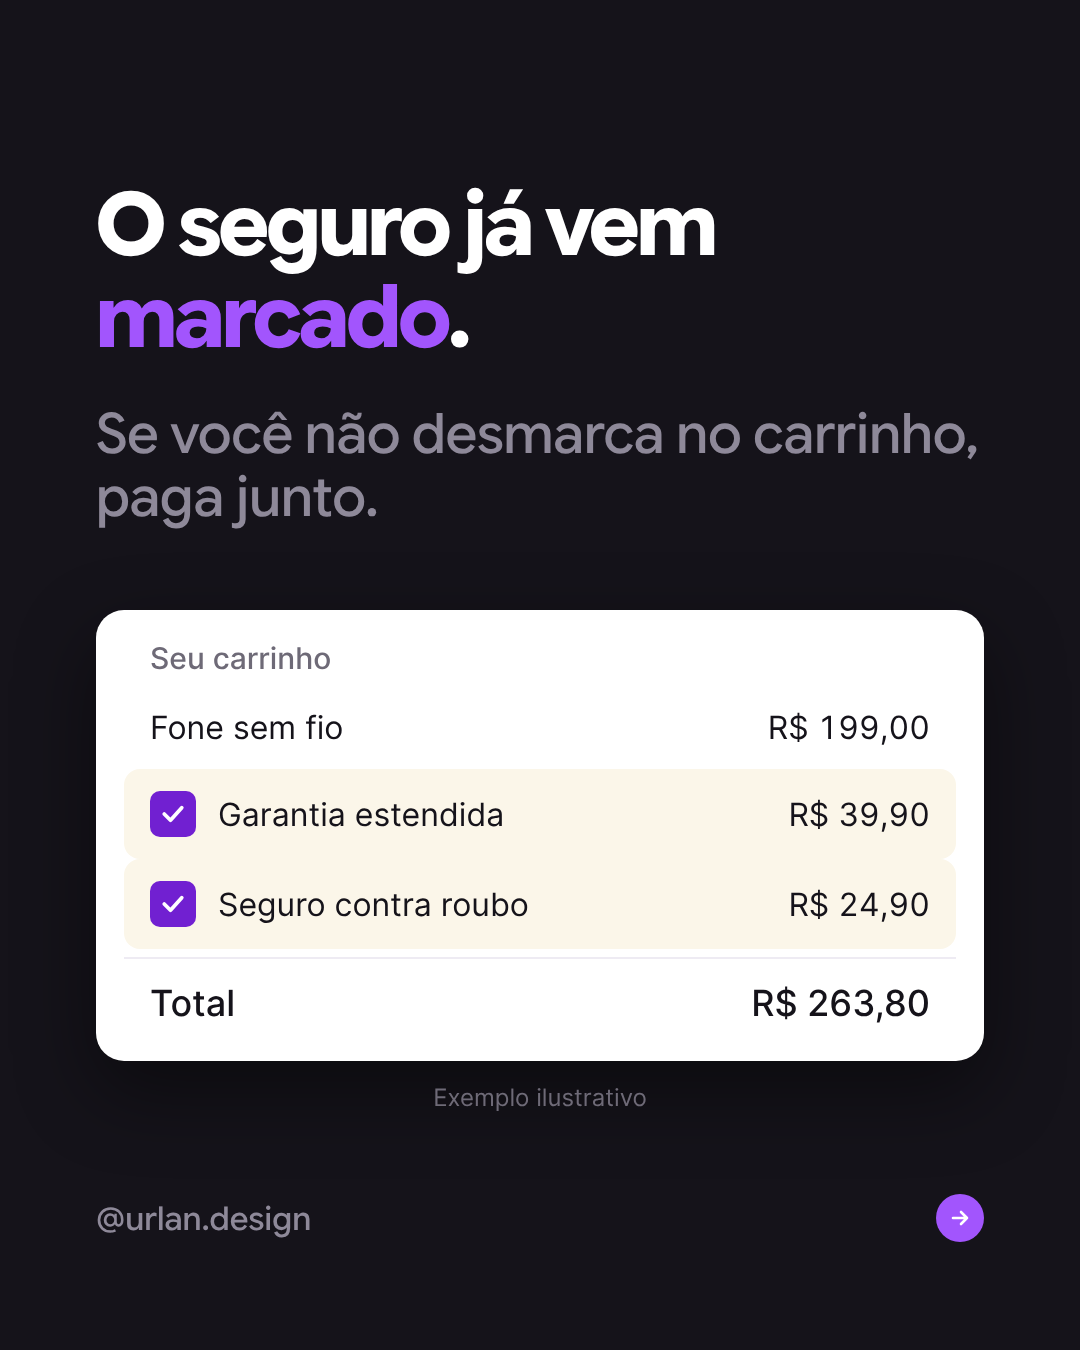 O seguro já vem
marcado.
Se você não desmarca no carrinho,
paga junto.
Seu carrinho
Fone sem fio R$ 199,00
Garantia estendida R$ 39,90
Seguro contra roubo R$ 24,90
Total R$ 263,80
Exemplo ilustrativo
@urlan.design